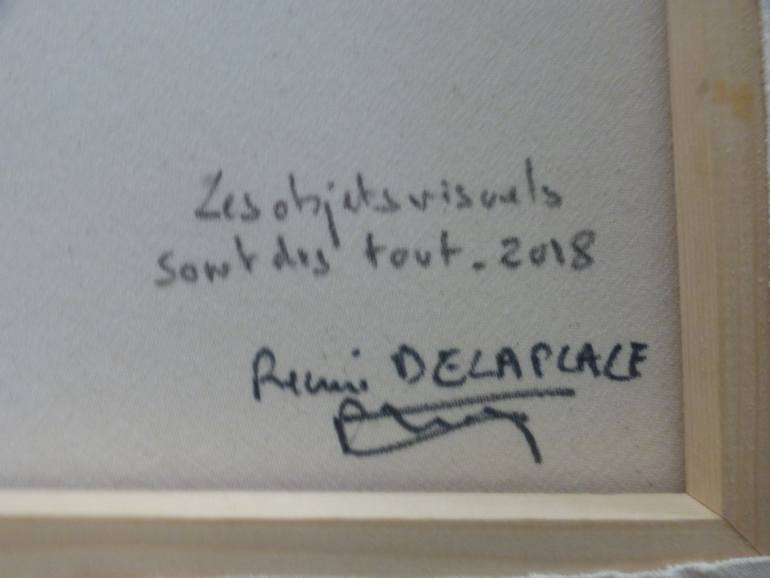 Les objets visuels
sont des tout. 2018
Remi DELAPLACE